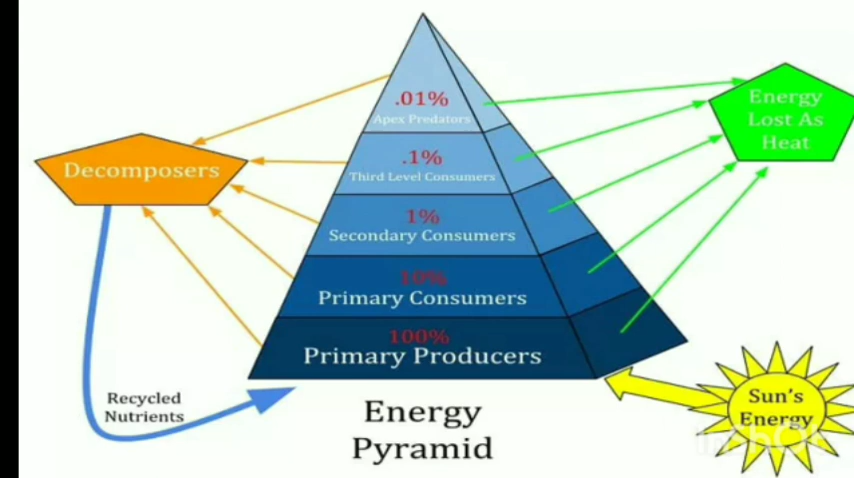 .01%
Apex Predators
.1%
Third Level Consumers
1%
Secondary Consumers
10%
Primary Consumers
100%
Primary Producers
Decomposers
Energy
Lost As
Heat
Recycled
Nutrients
Energy
Pyramid
Sun's
Energy
InShOt